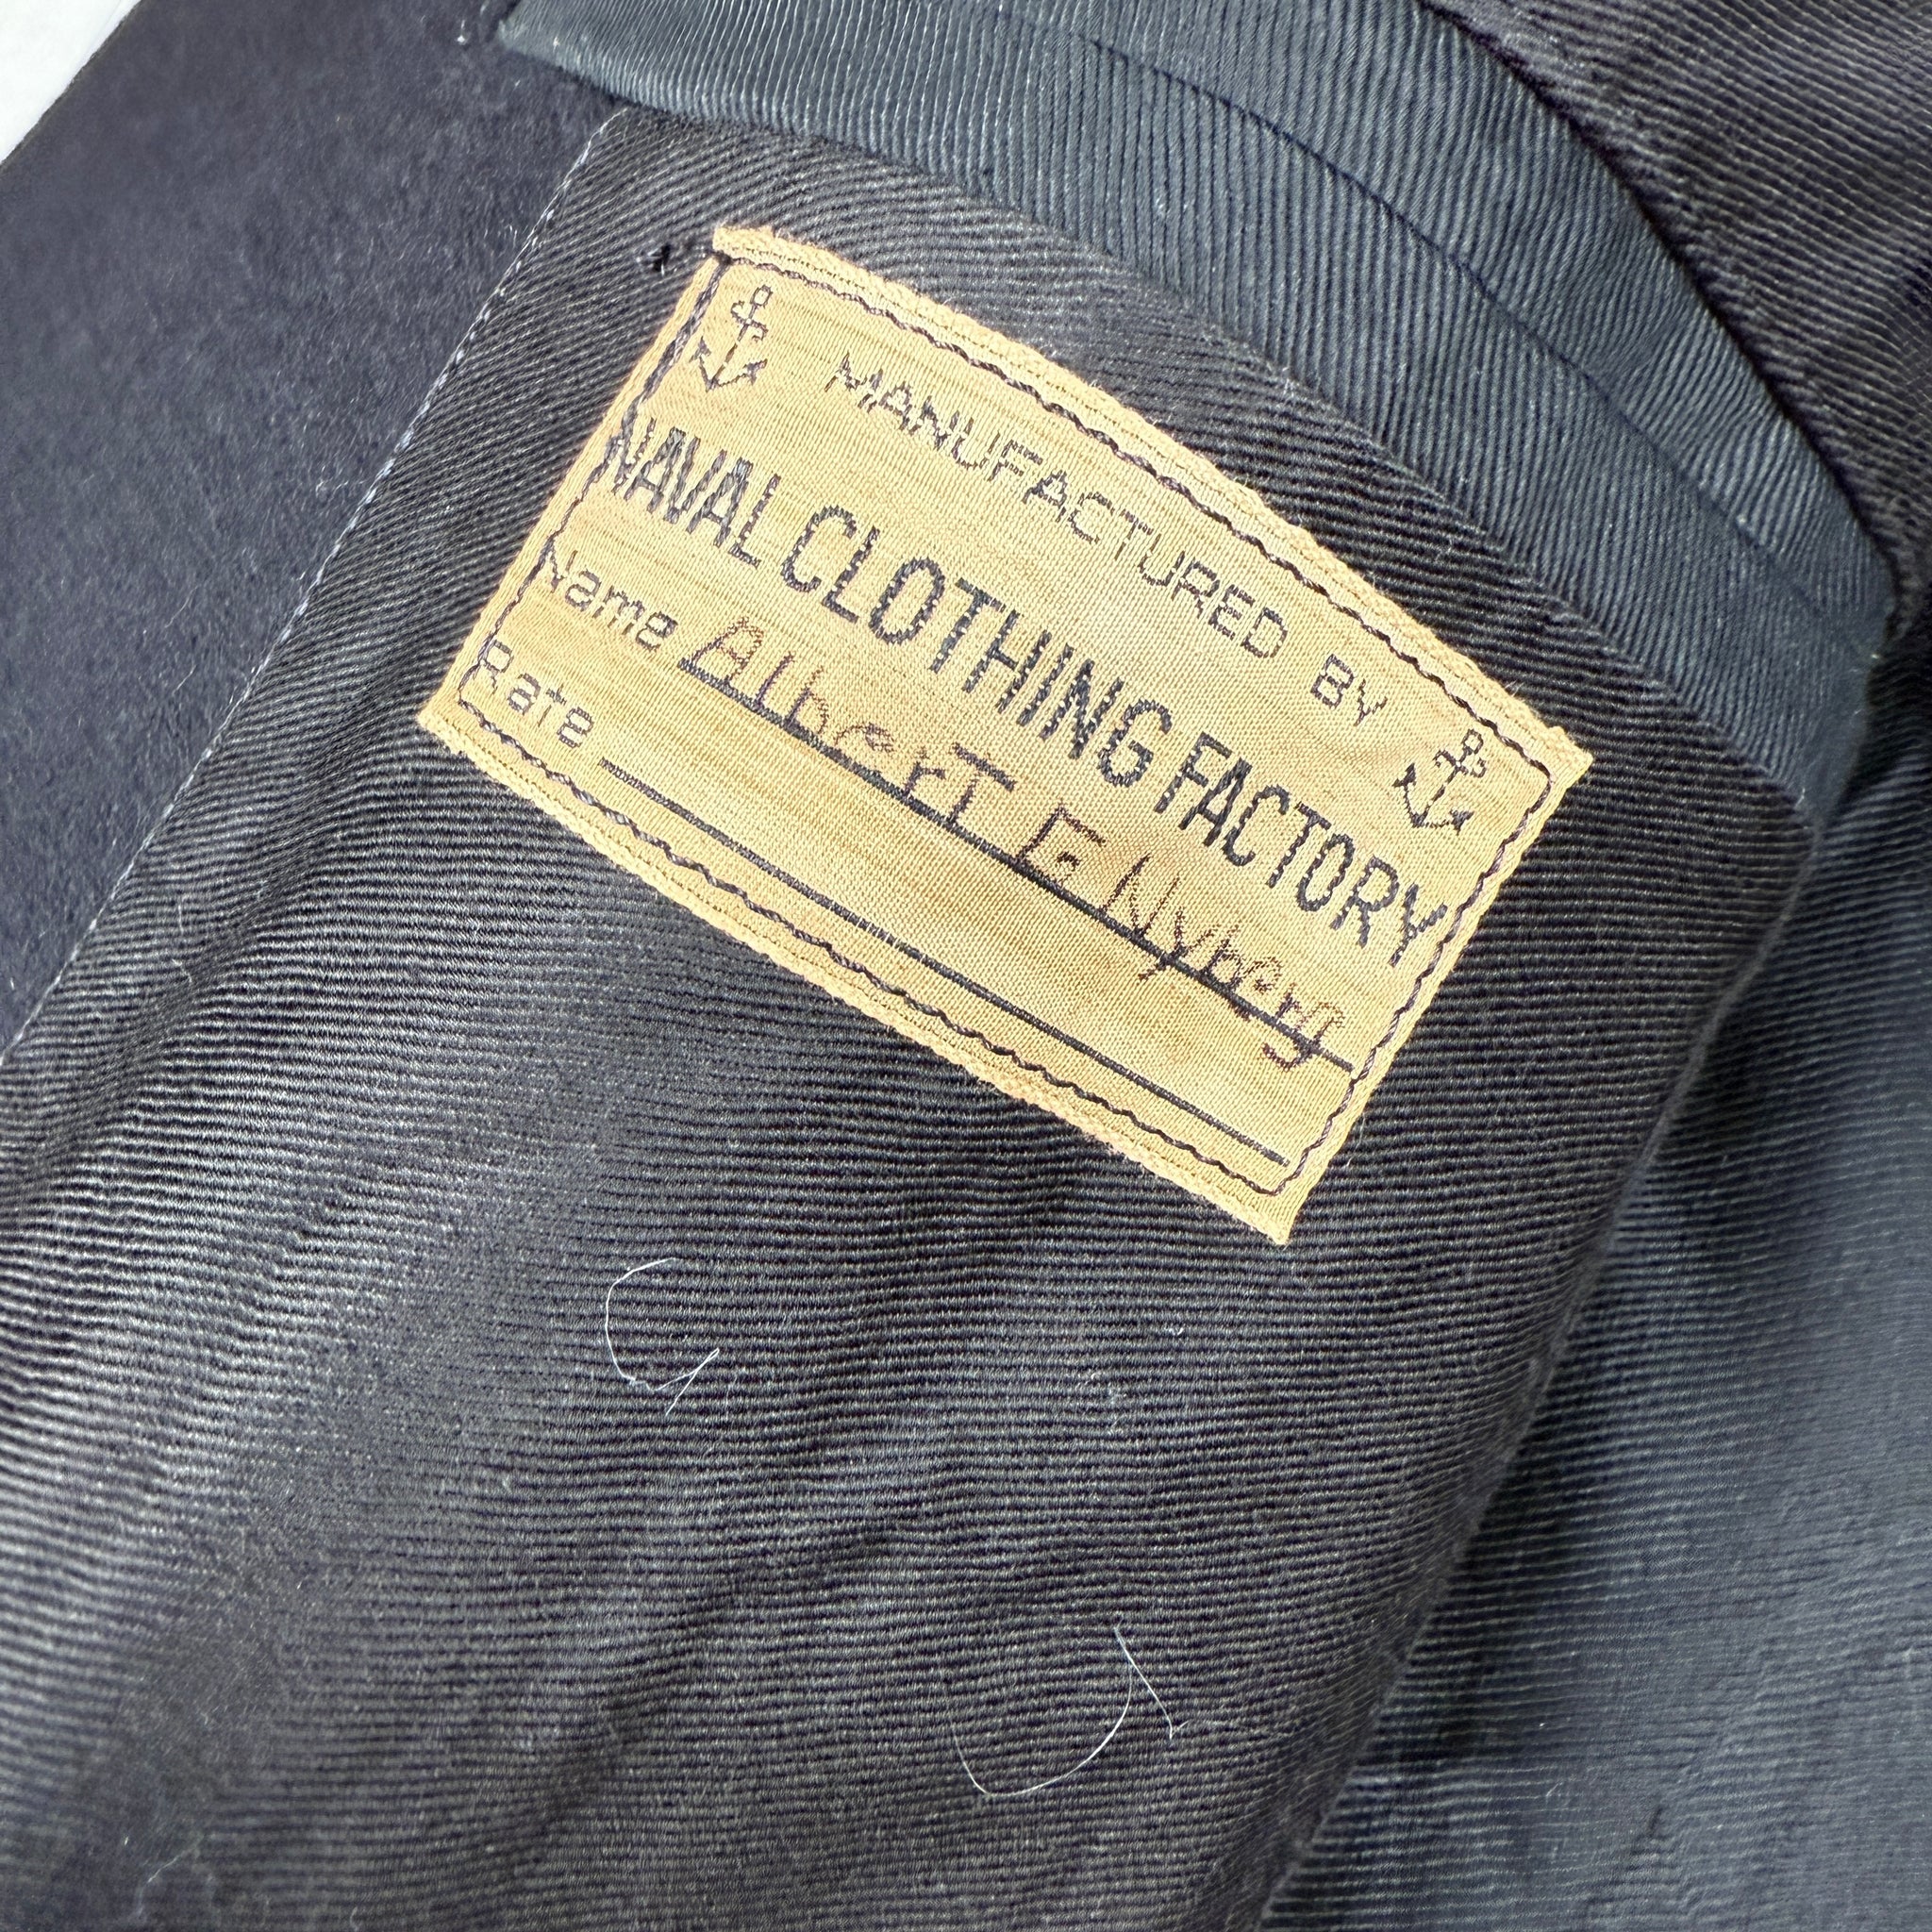 MANUFACTURED BY
NAVAL CLOTHING FACTORY
Name Albert E Nyberg
Rate